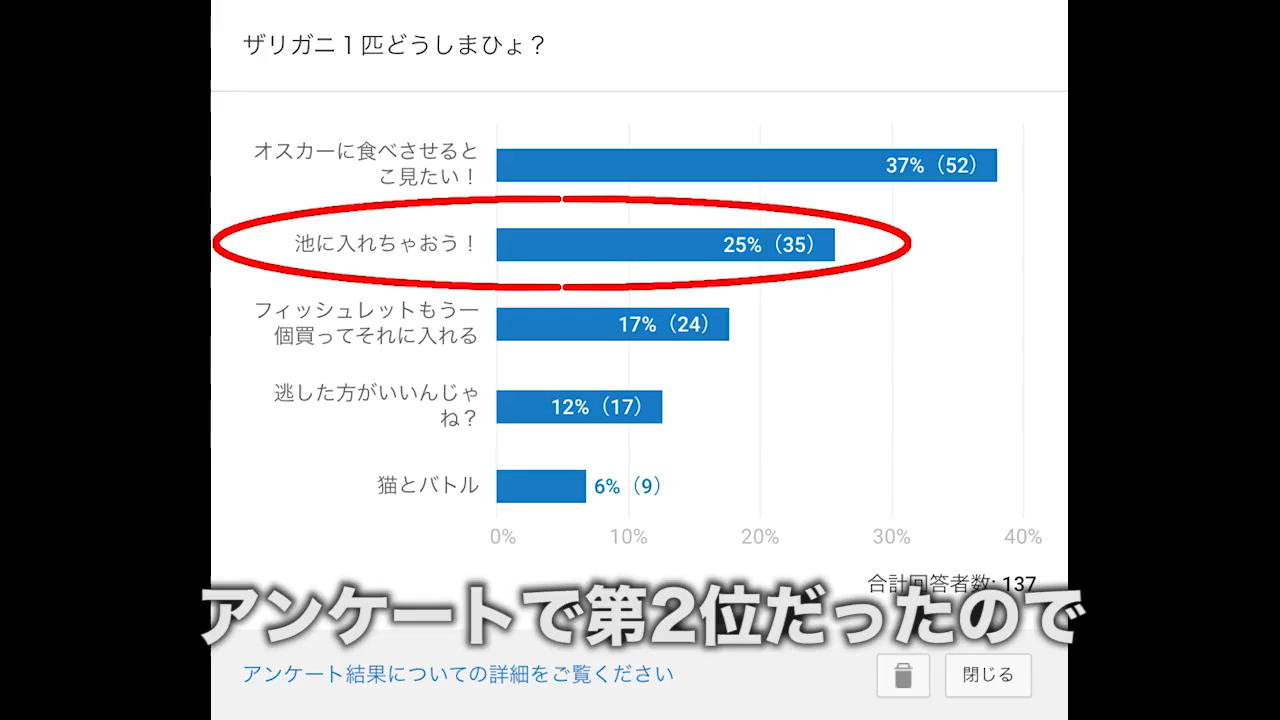 ザリガニ１匹どうしまひょ？
オスカーに食べさせると
こ見たい！
37%（52）
池に入れちゃおう！
25%（35）
フィッシュレットもう一
個買ってそれに入れる
17%（24）
逃した方がいいんじゃ
ね？
12%（17）
猫とバトル
6%（9）
0% 10% 20% 30% 40%
合計回答者数: 137
アンケートで第2位だったので
アンケート結果についての詳細をご覧ください
閉じる